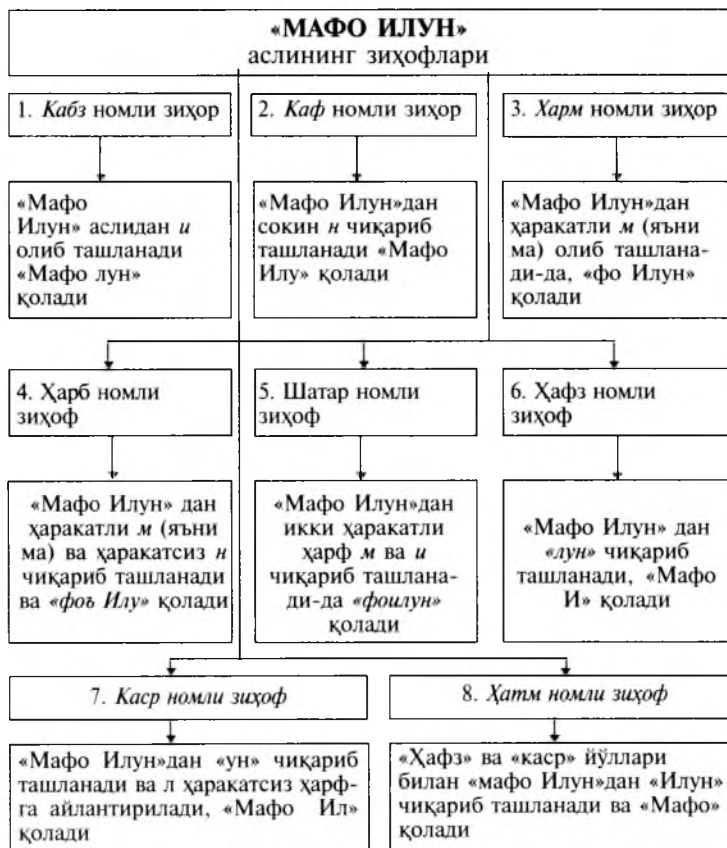 «МАФО ИЛУН»
аслининг зиҳофлари
1. Кабз номли зиҳор
2. Каф номли зиҳор
3. Харм номли зиҳор
«Мафо
Илун» аслидан и
олиб ташланади
«Мафо лун»
қолади
«Мафо Илун»дан
сокин н чиқариб
ташланади «Мафо
Илу» қолади
«Мафо Илун»дан
ҳаракатли м (яъни
ма) олиб ташлана-
ди-да, «фо Илун»
қолади
4. Ҳарб номли
зиҳоф
5. Шатар номли
зиҳоф
6. Ҳафз номли
зиҳоф
«Мафо Илун» дан
ҳаракатли м (яъни
ма) ва ҳаракатсиз н
чиқариб ташланади
ва «фоъ Илу» қолади
«Мафо Илун»дан
икки ҳаракатли
ҳарф м ва и
чиқариб ташлана-
ди-да «фоилун»
қолади
«Мафо Илун» дан
«лун» чиқариб
ташланади, «Мафо
И» қолади
7. Каср номли зиҳоф
8. Ҳатм номли зиҳоф
«Мафо Илун»дан «ун» чиқариб
ташланади ва л ҳаракатсиз ҳарф-
га айлантирилади, «Мафо Ил»
қолади
«Ҳафз» ва «каср» йўллари
билан «мафо Илун»дан «Илун»
чиқариб ташланади ва «Мафо»
қолади